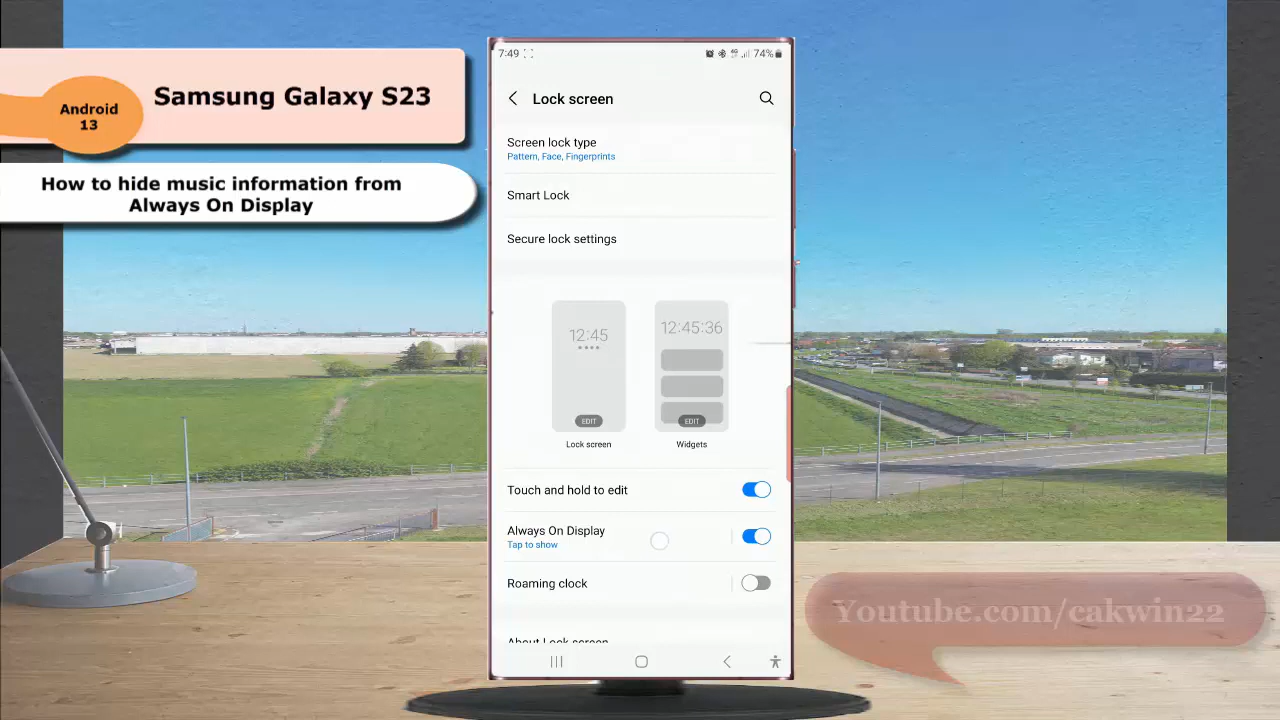 Samsung Galaxy S23
Android
13
How to hide music information from
Always On Display
7:49
74%
Lock screen
Screen lock type
Pattern, Face, Fingerprints
Smart Lock
Secure lock settings
12:45
EDIT
Lock screen
12:45:36
EDIT
Widgets
Touch and hold to edit
Always On Display
Tap to show
Roaming clock
About Lock screen
Youtube.com/cakwin22